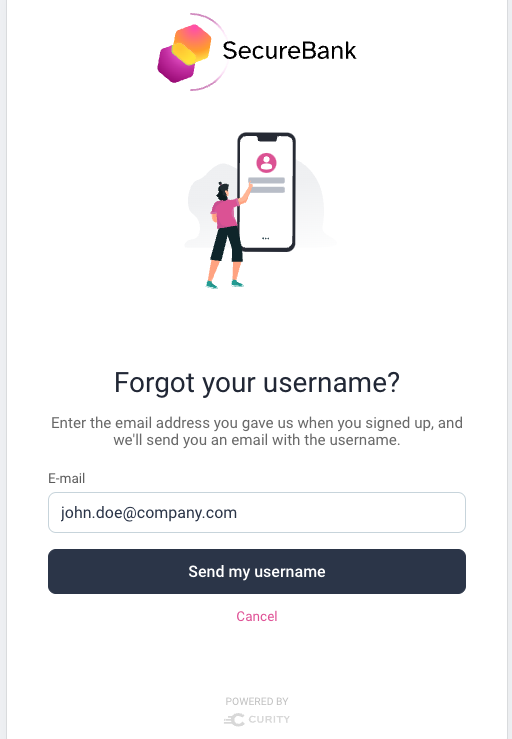 SecureBank
Forgot your username?
Enter the email address you gave us when you signed up, and
we'll send you an email with the username.
E-mail
john.doe@company.com
Send my username
Cancel
POWERED BY
CURITY